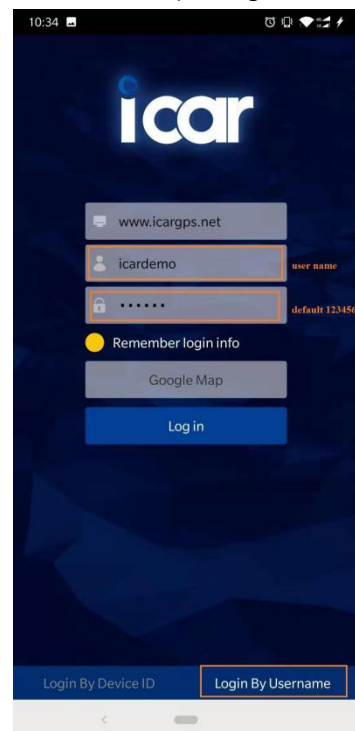 10:34
icar
www.icargps.net
icardemo
user name
••••••
default 123456
Remember login info
Google Map
Log in
Login By Device ID
Login By Username